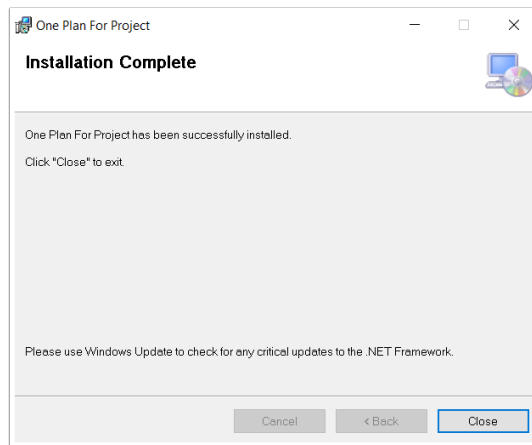 One Plan For Project
Installation Complete
One Plan For Project has been successfully installed.
Click "Close" to exit.
Please use Windows Update to check for any critical updates to the .NET Framework.
Cancel
< Back
Close